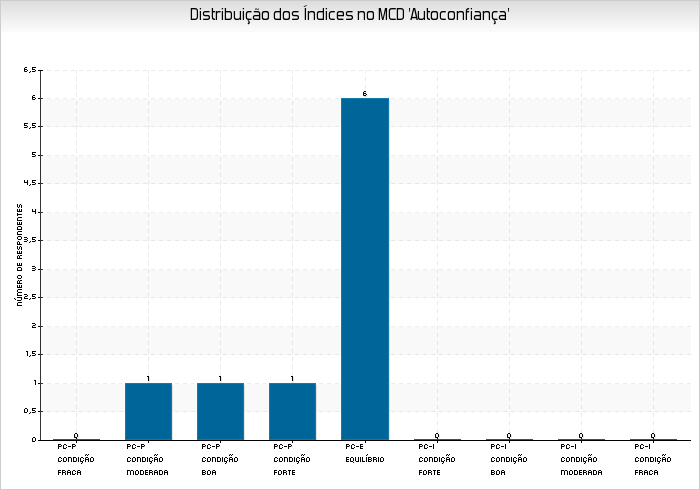 Distribuição dos Índices no MCD 'Autoconfiança'
NÚMERO DE RESPONDENTES
6,5
6
5,5
5
4,5
4
3,5
3
2,5
2
1,5
1
0,5
0
0
1
1
1
6
0
0
0
0
PC-P
CONDIÇÃO
FRACA
PC-P
CONDIÇÃO
MODERADA
PC-P
CONDIÇÃO
BOA
PC-P
CONDIÇÃO
FORTE
PC-E
EQUILÍBRIO
PC-I
CONDIÇÃO
FORTE
PC-I
CONDIÇÃO
BOA
PC-I
CONDIÇÃO
MODERADA
PC-I
CONDIÇÃO
FRACA